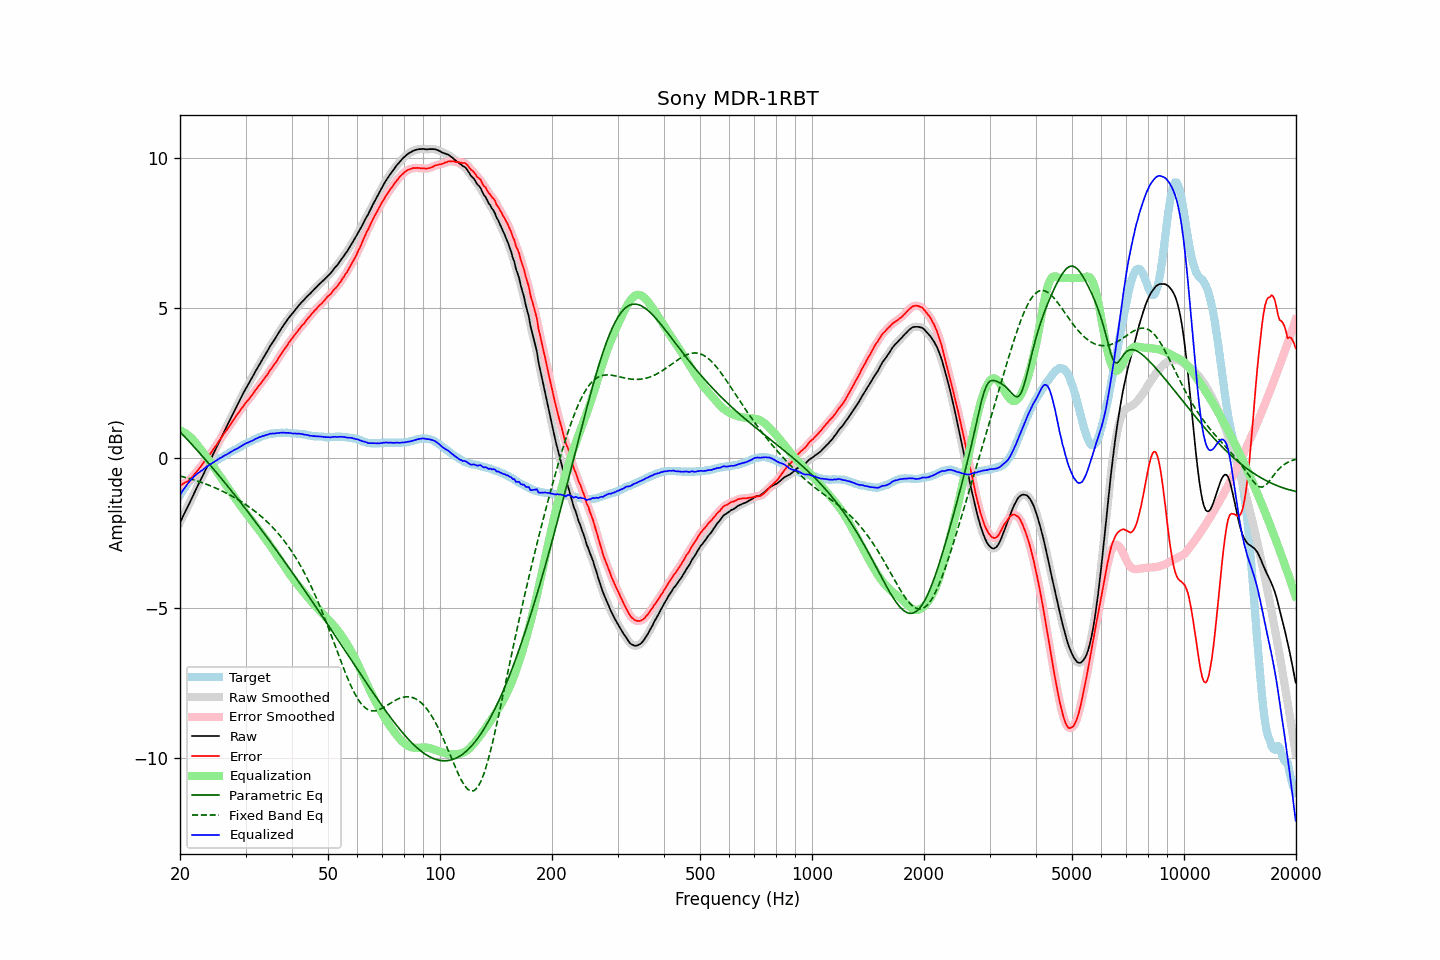 Sony MDR-1RBT
Amplitude (dBr)
10
5
0
−5
−10
Target
Raw Smoothed
Error Smoothed
Raw
Error
Equalization
Parametric Eq
Fixed Band Eq
Equalized
20 50 100 200 500 1000 2000 5000 10000 20000
Frequency (Hz)